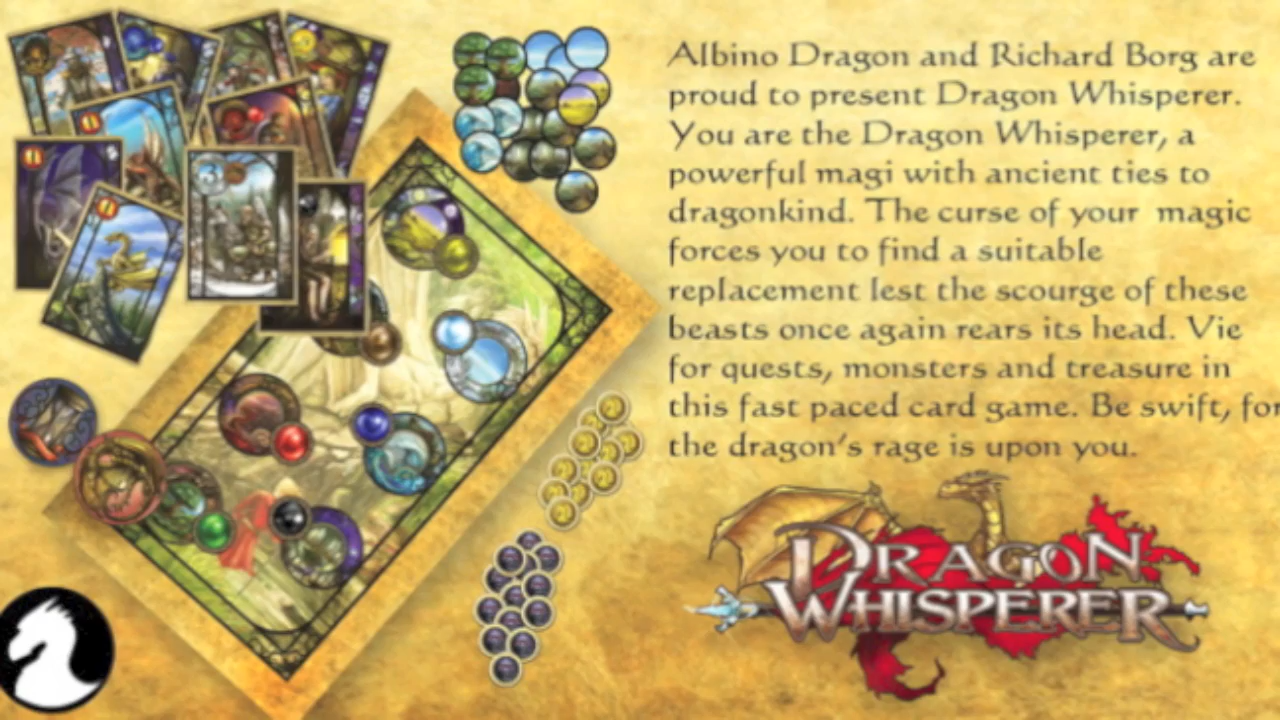 Albino Dragon and Richard Borg are
proud to present Dragon Whisperer.
You are the Dragon Whisperer, a
powerful magi with ancient ties to
dragonkind. The curse of your magic
forces you to find a suitable
replacement lest the scourge of these
beasts once again rears its head. Vie
for quests, monsters and treasure in
this fast paced card game. Be swift, for
the dragon's rage is upon you.
DRAGON
WHISPERER